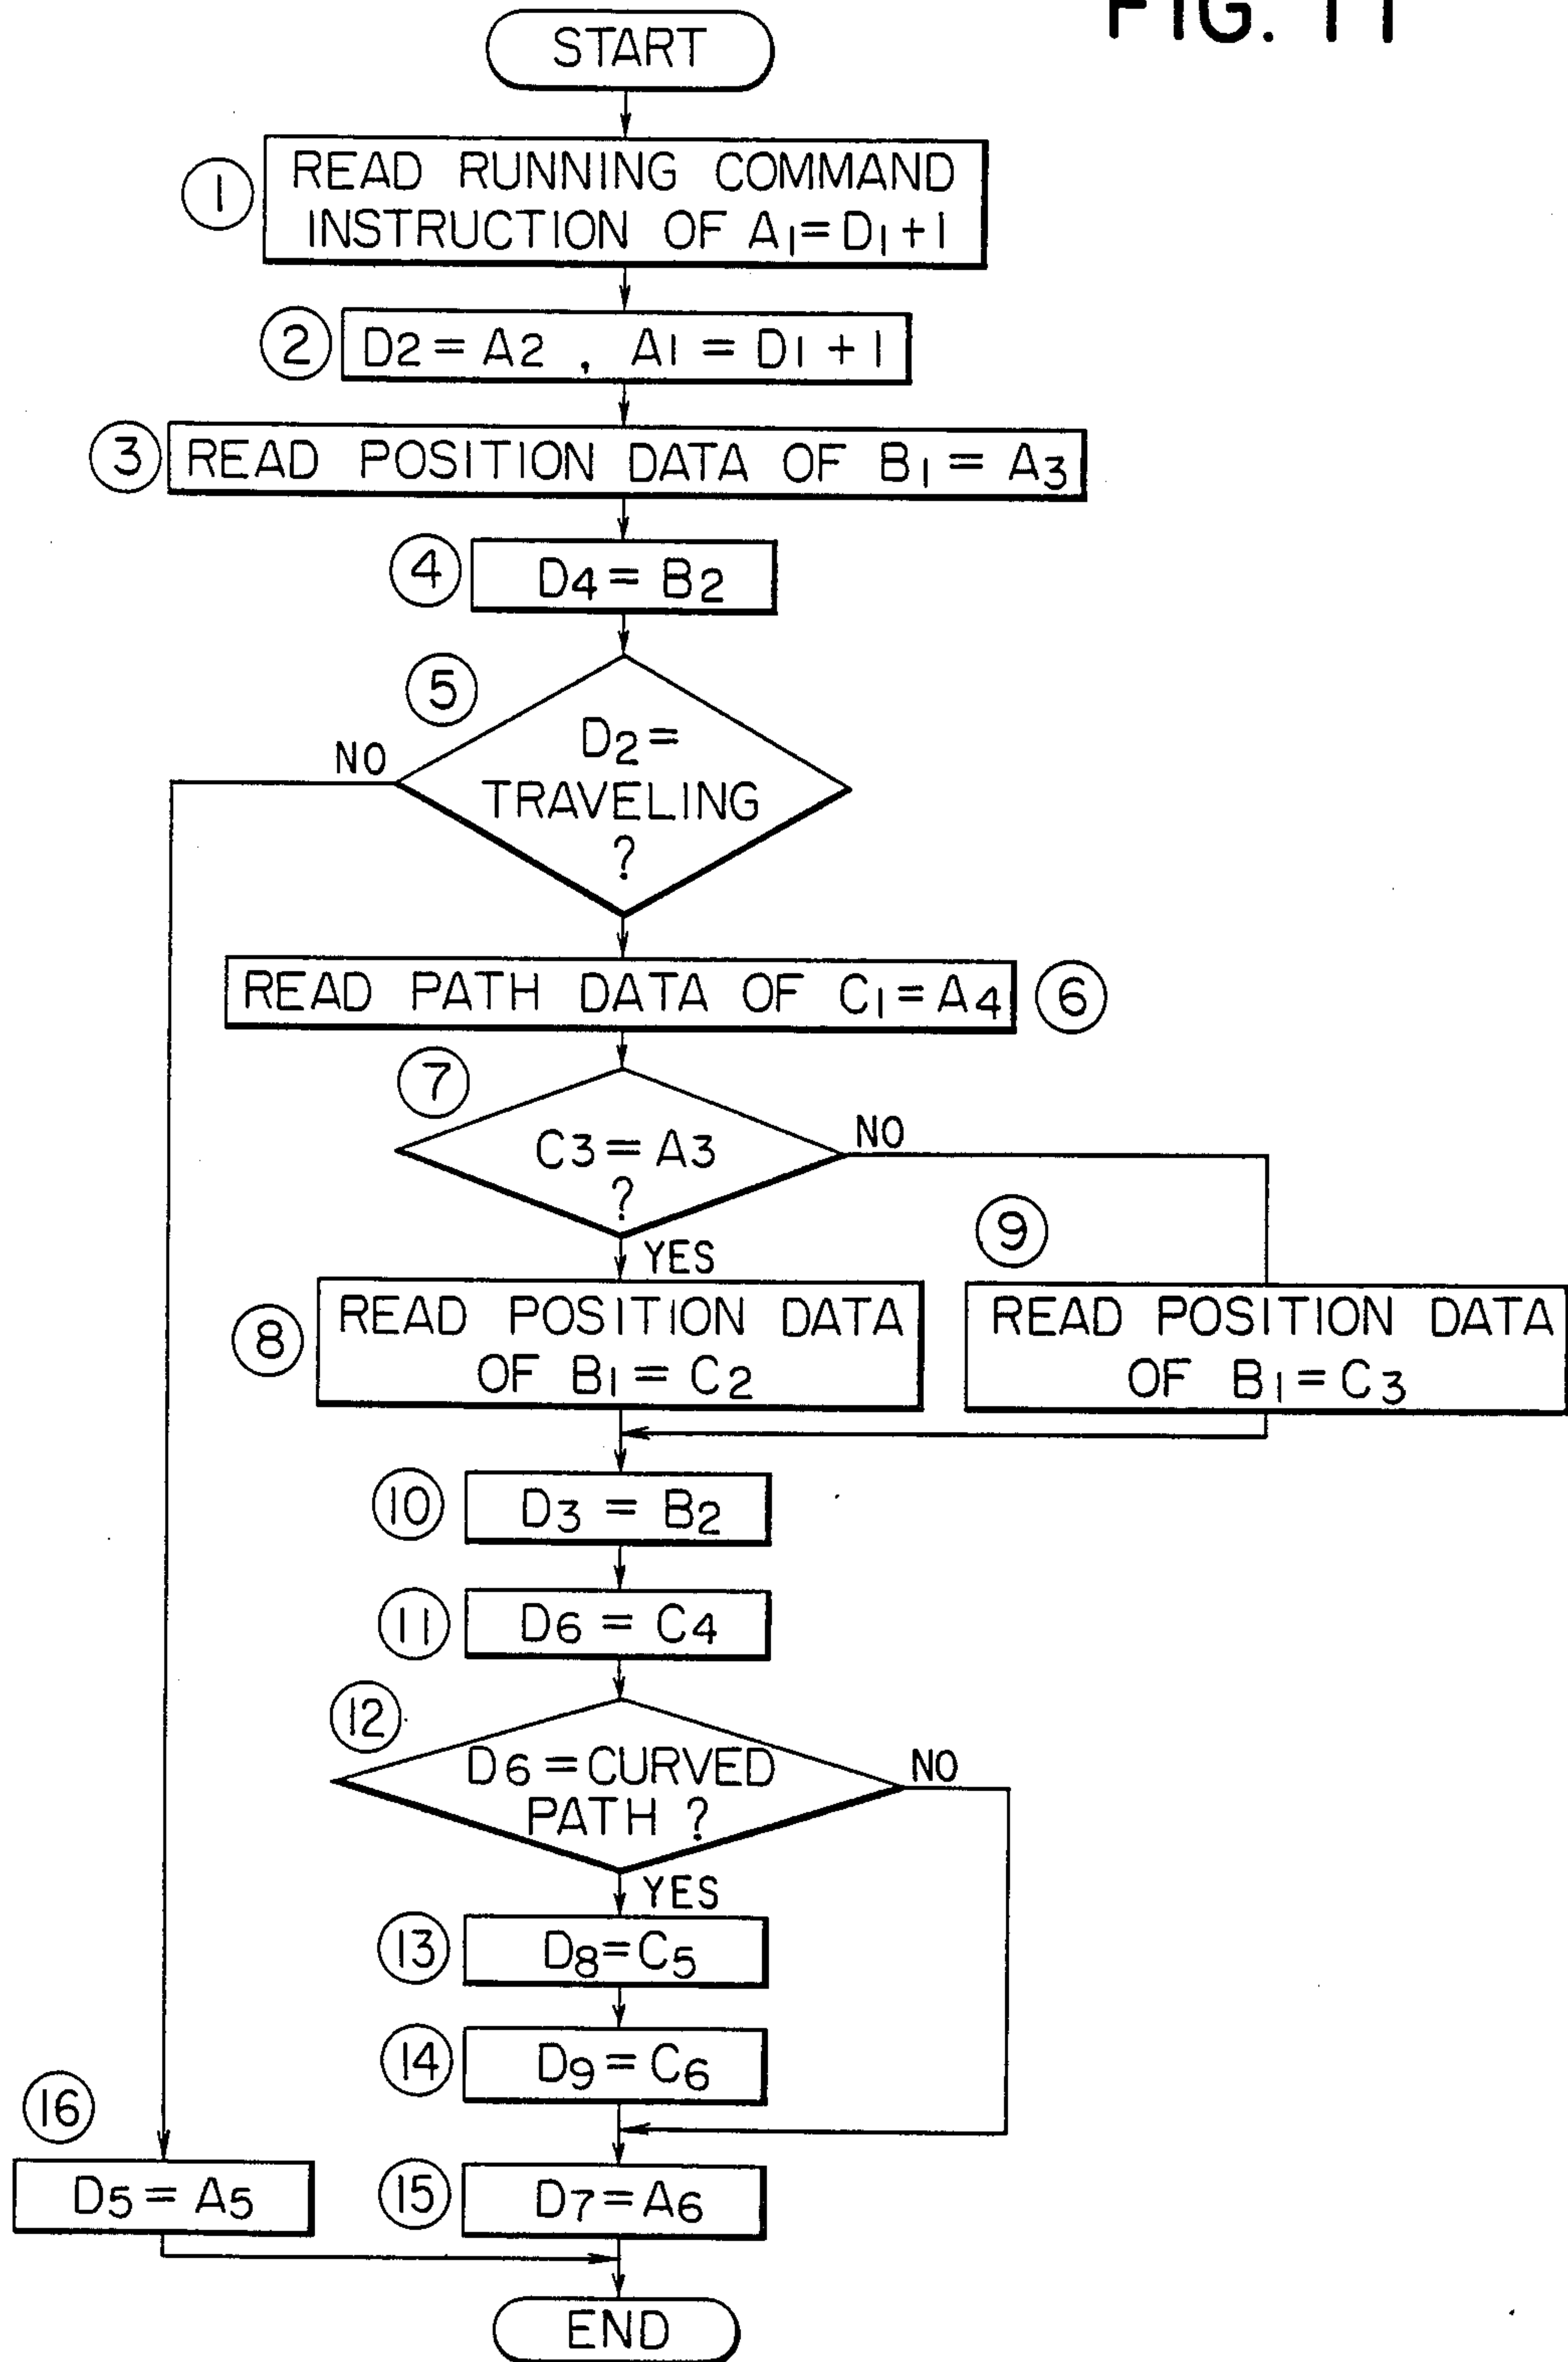 FIG. 11
START
1
READ RUNNING COMMAND
INSTRUCTION OF A1=D1+1
2
D2=A2 , A1=D1+1
3
READ POSITION DATA OF B1=A3
4
D4=B2
5
D2=
TRAVELING
?
NO
READ PATH DATA OF C1=A4
6
7
C3=A3
?
NO
YES
8
READ POSITION DATA
OF B1=C2
9
READ POSITION DATA
OF B1=C3
10
D3=B2
11
D6=C4
12
D6=CURVED
PATH ?
NO
YES
13
D8=C5
14
D9=C6
16
D5=A5
15
D7=A6
END